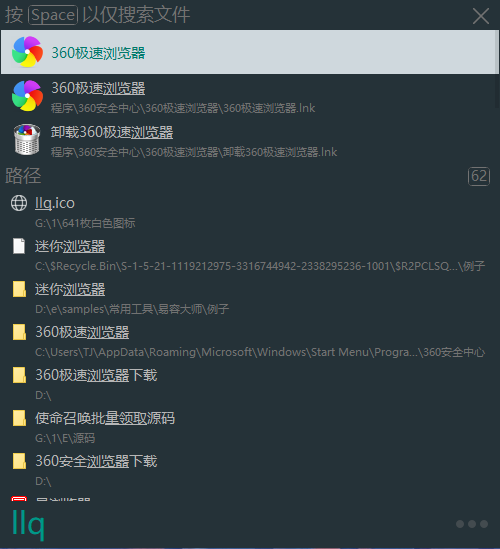 按 Space 以仅搜索文件
360极速浏览器
360极速浏览器
程序\360安全中心\360极速浏览器\360极速浏览器.lnk
卸载360极速浏览器
程序\360安全中心\360极速浏览器\卸载360极速浏览器.lnk
路径 62
llq.ico
G:\1\641枚白色图标
迷你浏览器
C:\$Recycle.Bin\S-1-5-21-1119212975-3316744942-2338295236-1001\$R2PCLSQ...\例子
迷你浏览器
D:\e\samples\常用工具\易容大师\例子
360极速浏览器
C:\Users\TJ\AppData\Roaming\Microsoft\Windows\Start Menu\Progra...\360安全中心
360极速浏览器下载
D:\
使命召唤批量领取源码
G:\1\E\源码
360安全浏览器下载
D:\
llq